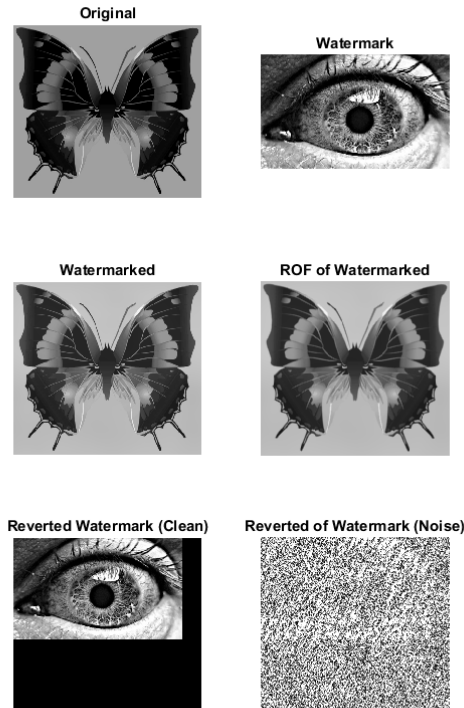 Original
Watermark
Watermarked
ROF of Watermarked
Reverted Watermark (Clean)
Reverted of Watermark (Noise)